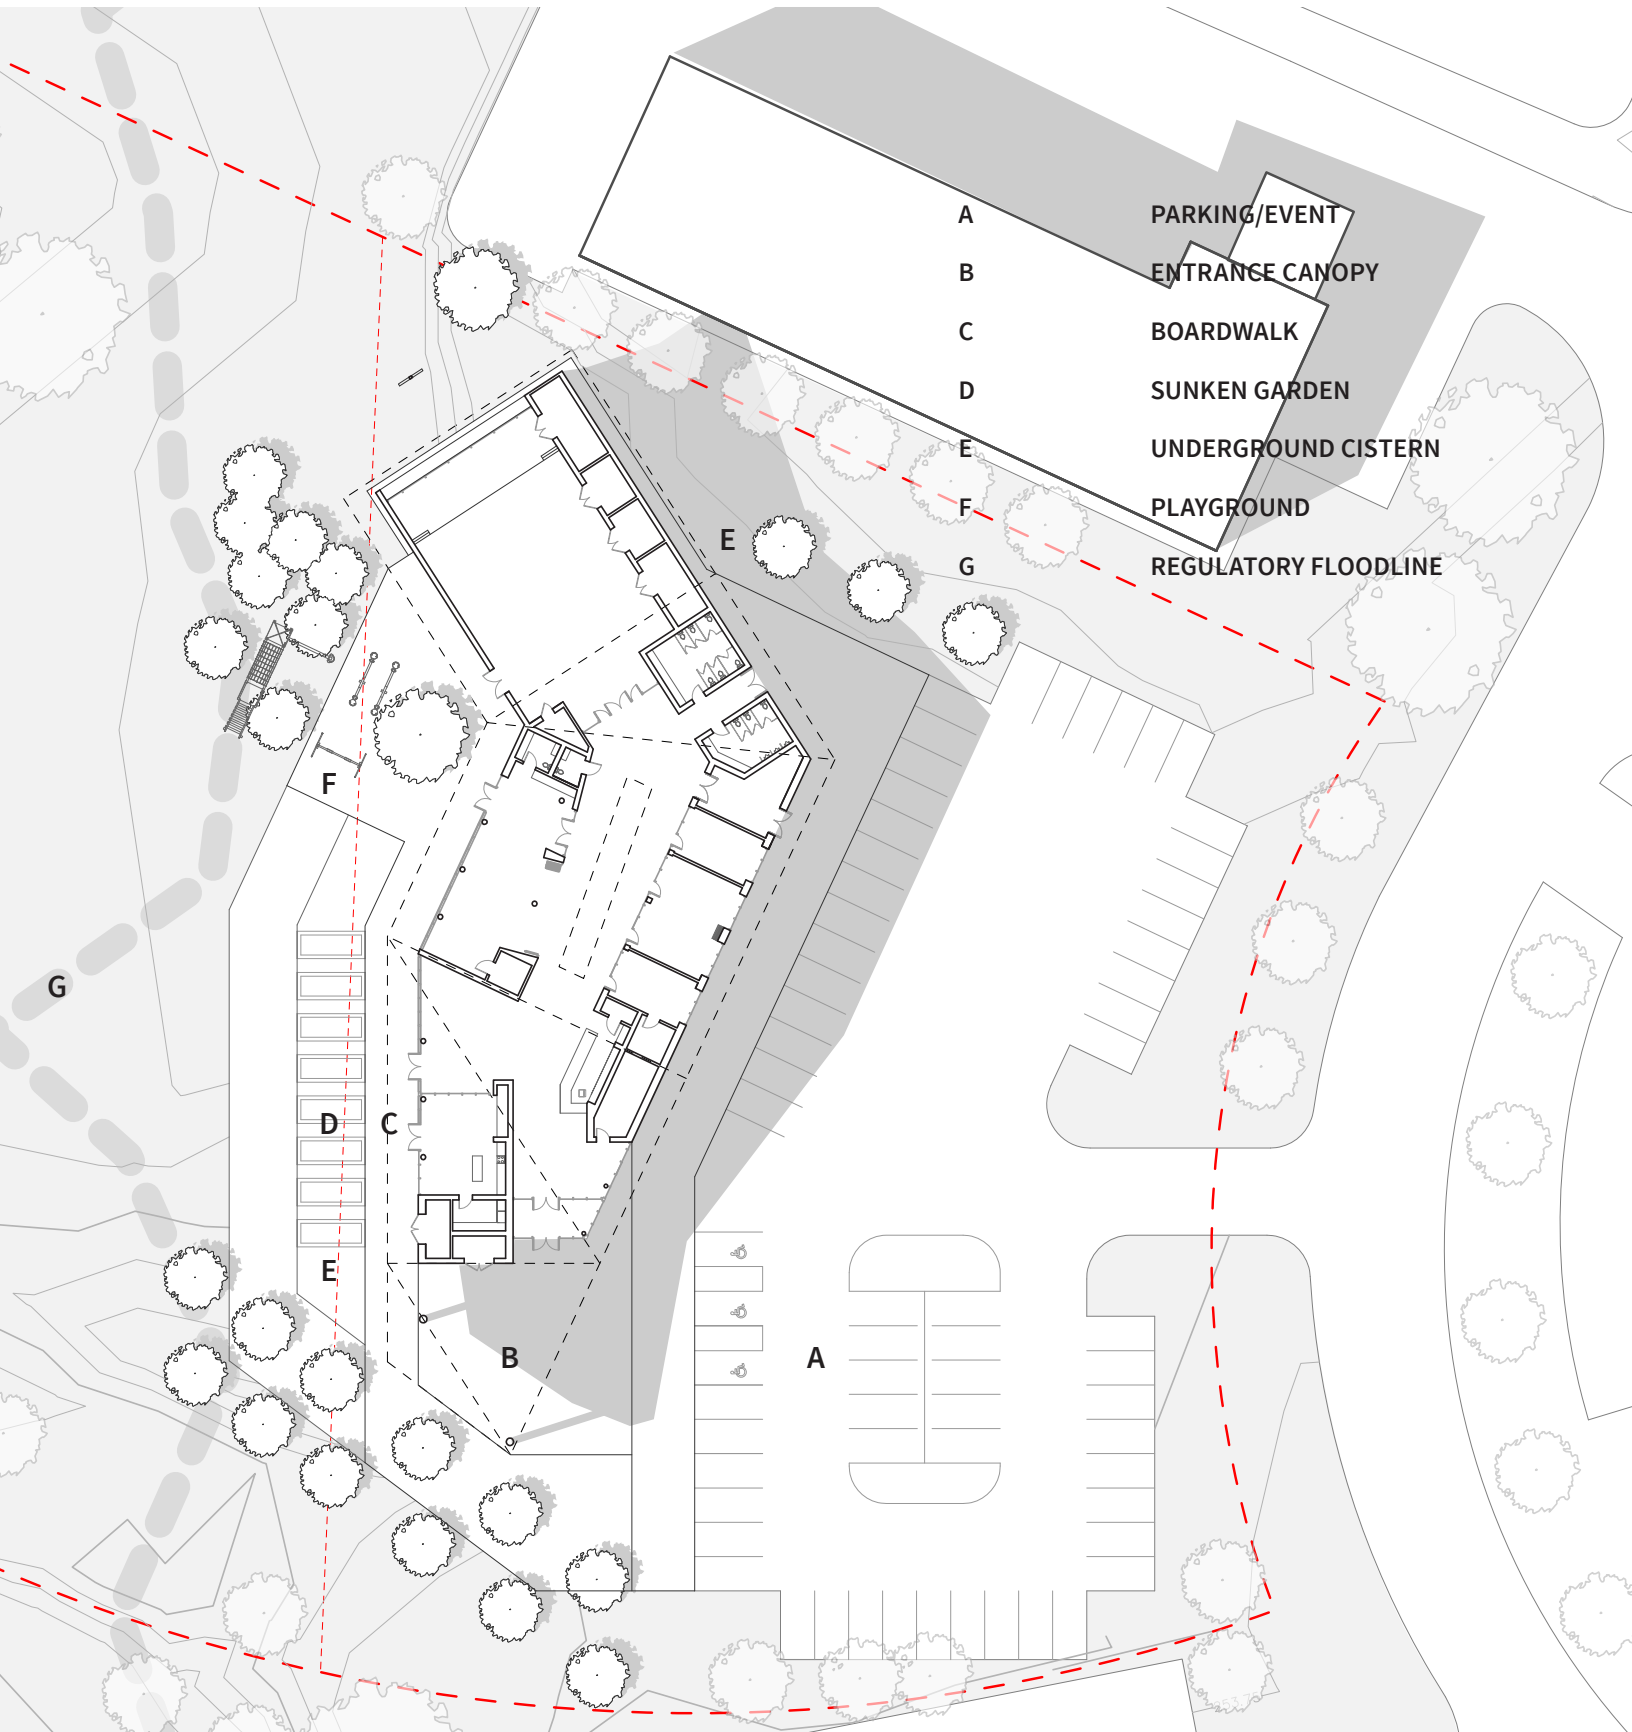 A PARKING/EVENT
B ENTRANCE CANOPY
C BOARDWALK
D SUNKEN GARDEN
E UNDERGROUND CISTERN
F PLAYGROUND
G REGULATORY FLOODLINE
E
F
G
D C
E
B A